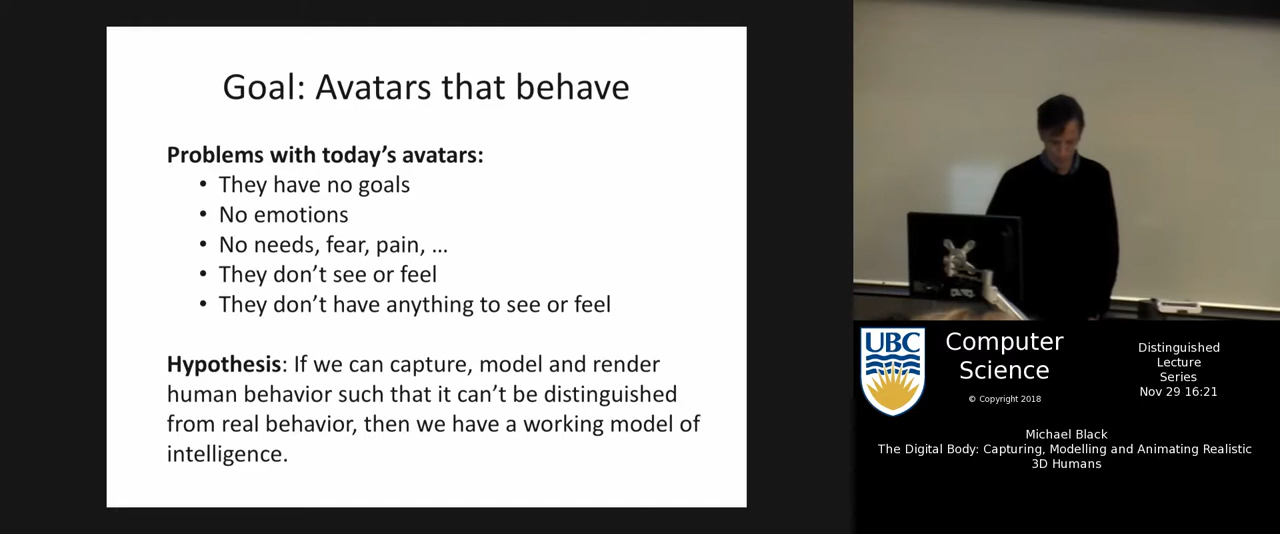 Goal: Avatars that behave
Problems with today’s avatars:
• They have no goals
• No emotions
• No needs, fear, pain, …
• They don’t see or feel
• They don’t have anything to see or feel
Hypothesis: If we can capture, model and render
human behavior such that it can’t be distinguished
from real behavior, then we have a working model of
intelligence.
UBC
Computer
Science
© Copyright 2018
Distinguished
Lecture
Series
Nov 29 16:21
Michael Black
The Digital Body: Capturing, Modelling and Animating Realistic
3D Humans